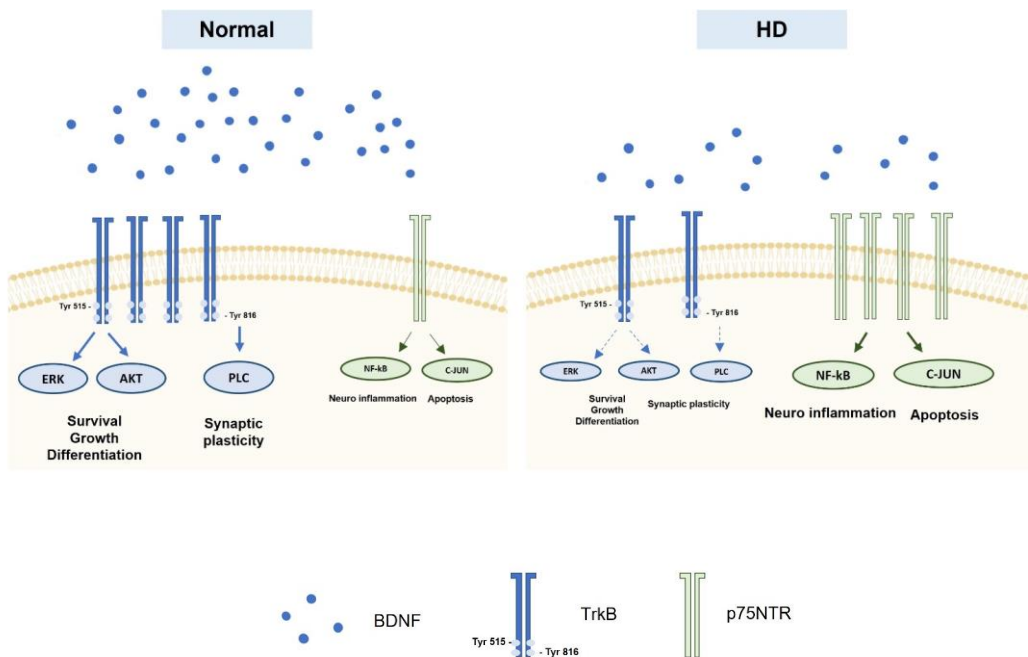 Normal
Tyr 515 -
- Tyr 816
ERK
AKT
PLC
NF-kB
C-JUN
Survival
Growth
Differentiation
Synaptic
plasticity
Neuro inflammation
Apoptosis
HD
Tyr 515 -
- Tyr 816
ERK
AKT
PLC
NF-kB
C-JUN
Survival
Growth
Differentiation
Synaptic plasticity
Neuro inflammation
Apoptosis
BDNF
Tyr 515 -
- Tyr 816
TrkB
p75NTR